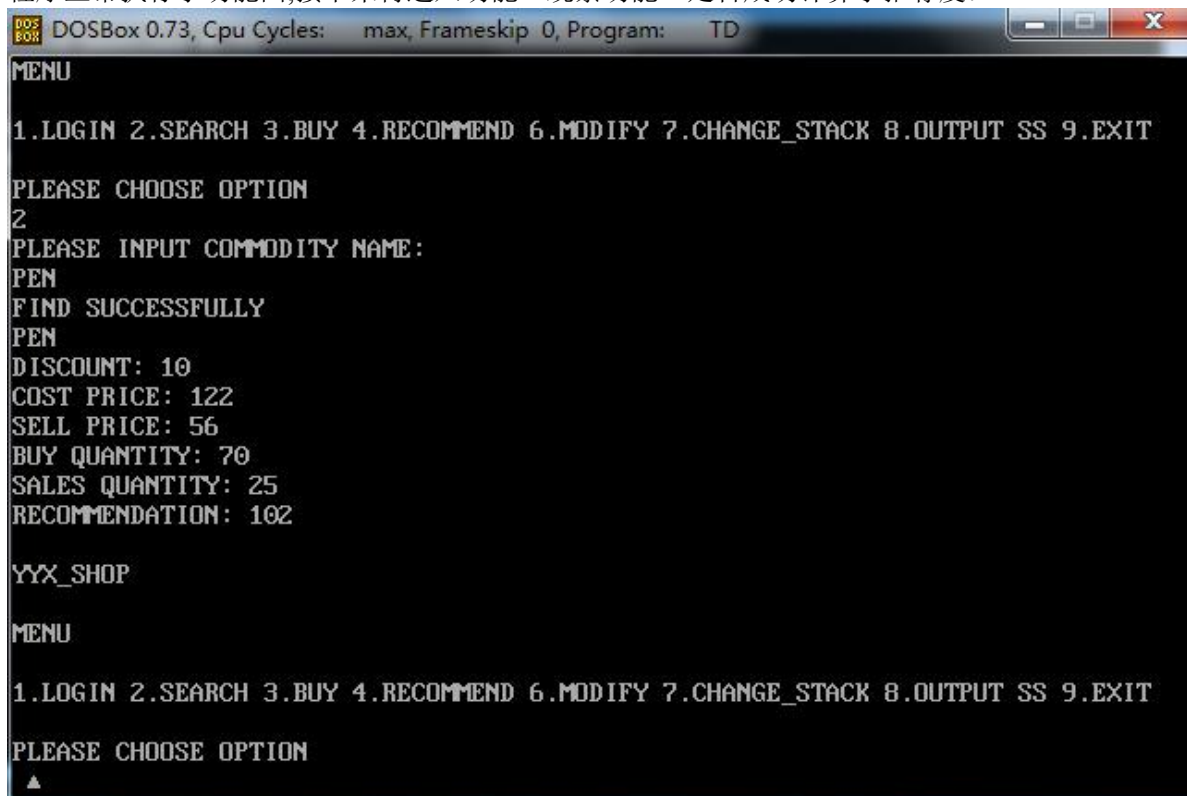 DOS BOX DOSBox 0.73, Cpu Cycles: max, Frameskip 0, Program: TD
MENU
1.LOGIN 2.SEARCH 3.BUY 4.RECOMMEND 6.MODIFY 7.CHANGE_STACK 8.OUTPUT SS 9.EXIT
PLEASE CHOOSE OPTION
2
PLEASE INPUT COMMODITY NAME:
PEN
FIND SUCCESSFULLY
PEN
DISCOUNT: 10
COST PRICE: 122
SELL PRICE: 56
BUY QUANTITY: 70
SALES QUANTITY: 25
RECOMMENDATION: 102
YYX_SHOP
MENU
1.LOGIN 2.SEARCH 3.BUY 4.RECOMMEND 6.MODIFY 7.CHANGE_STACK 8.OUTPUT SS 9.EXIT
PLEASE CHOOSE OPTION